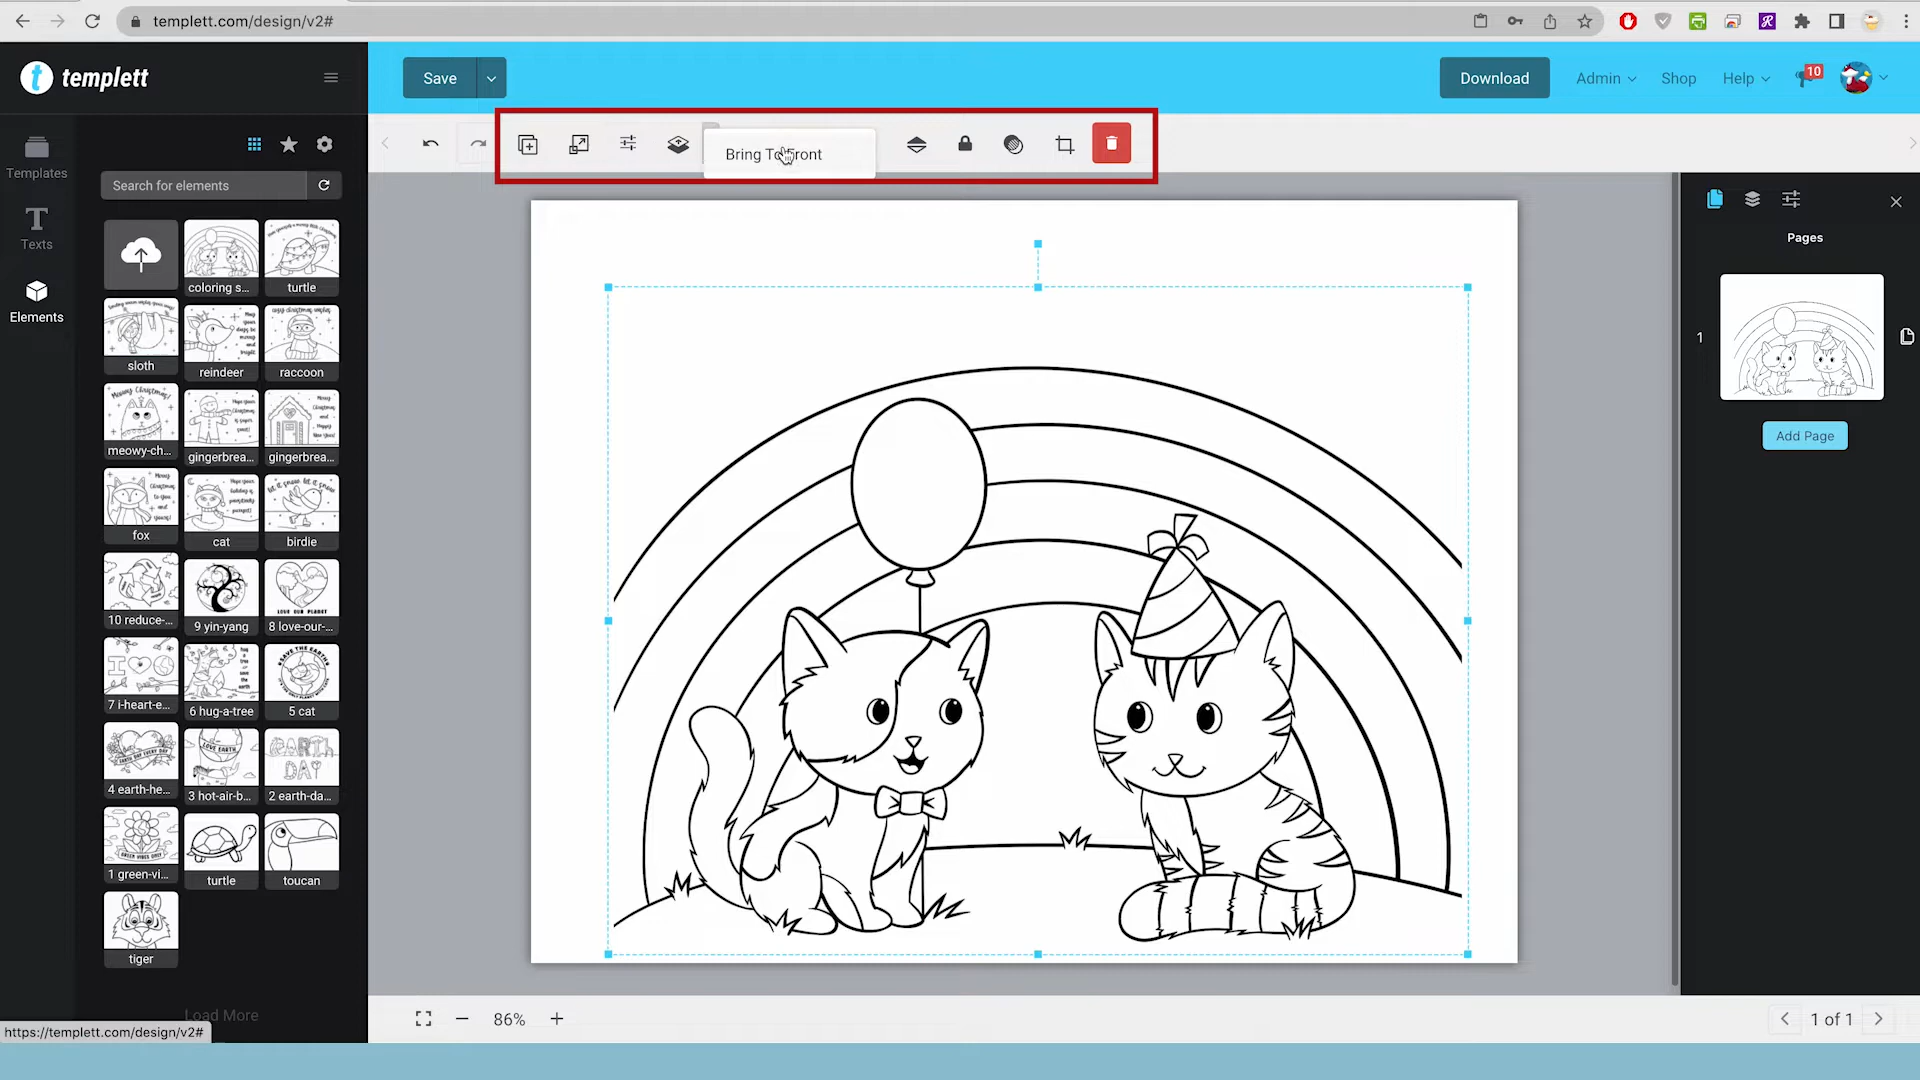 templett.com/design/v2#
templett
Save
Download
Admin
Shop
Help
10
Bring To Front
Templates
Texts
Elements
Search for elements
coloring s...
turtle
sloth
reindeer
raccoon
meowy-ch...
gingerbrea...
gingerbrea...
fox
cat
birdie
10 reduce-...
9 yin-yang
8 love-our-...
7 i-heart-e...
6 hug-a-tree
5 cat
4 earth-he...
3 hot-air-b...
2 earth-da...
1 green-vi...
turtle
toucan
tiger
Load More
https://templett.com/design/v2#
Pages
1
Add Page
86%
1 of 1